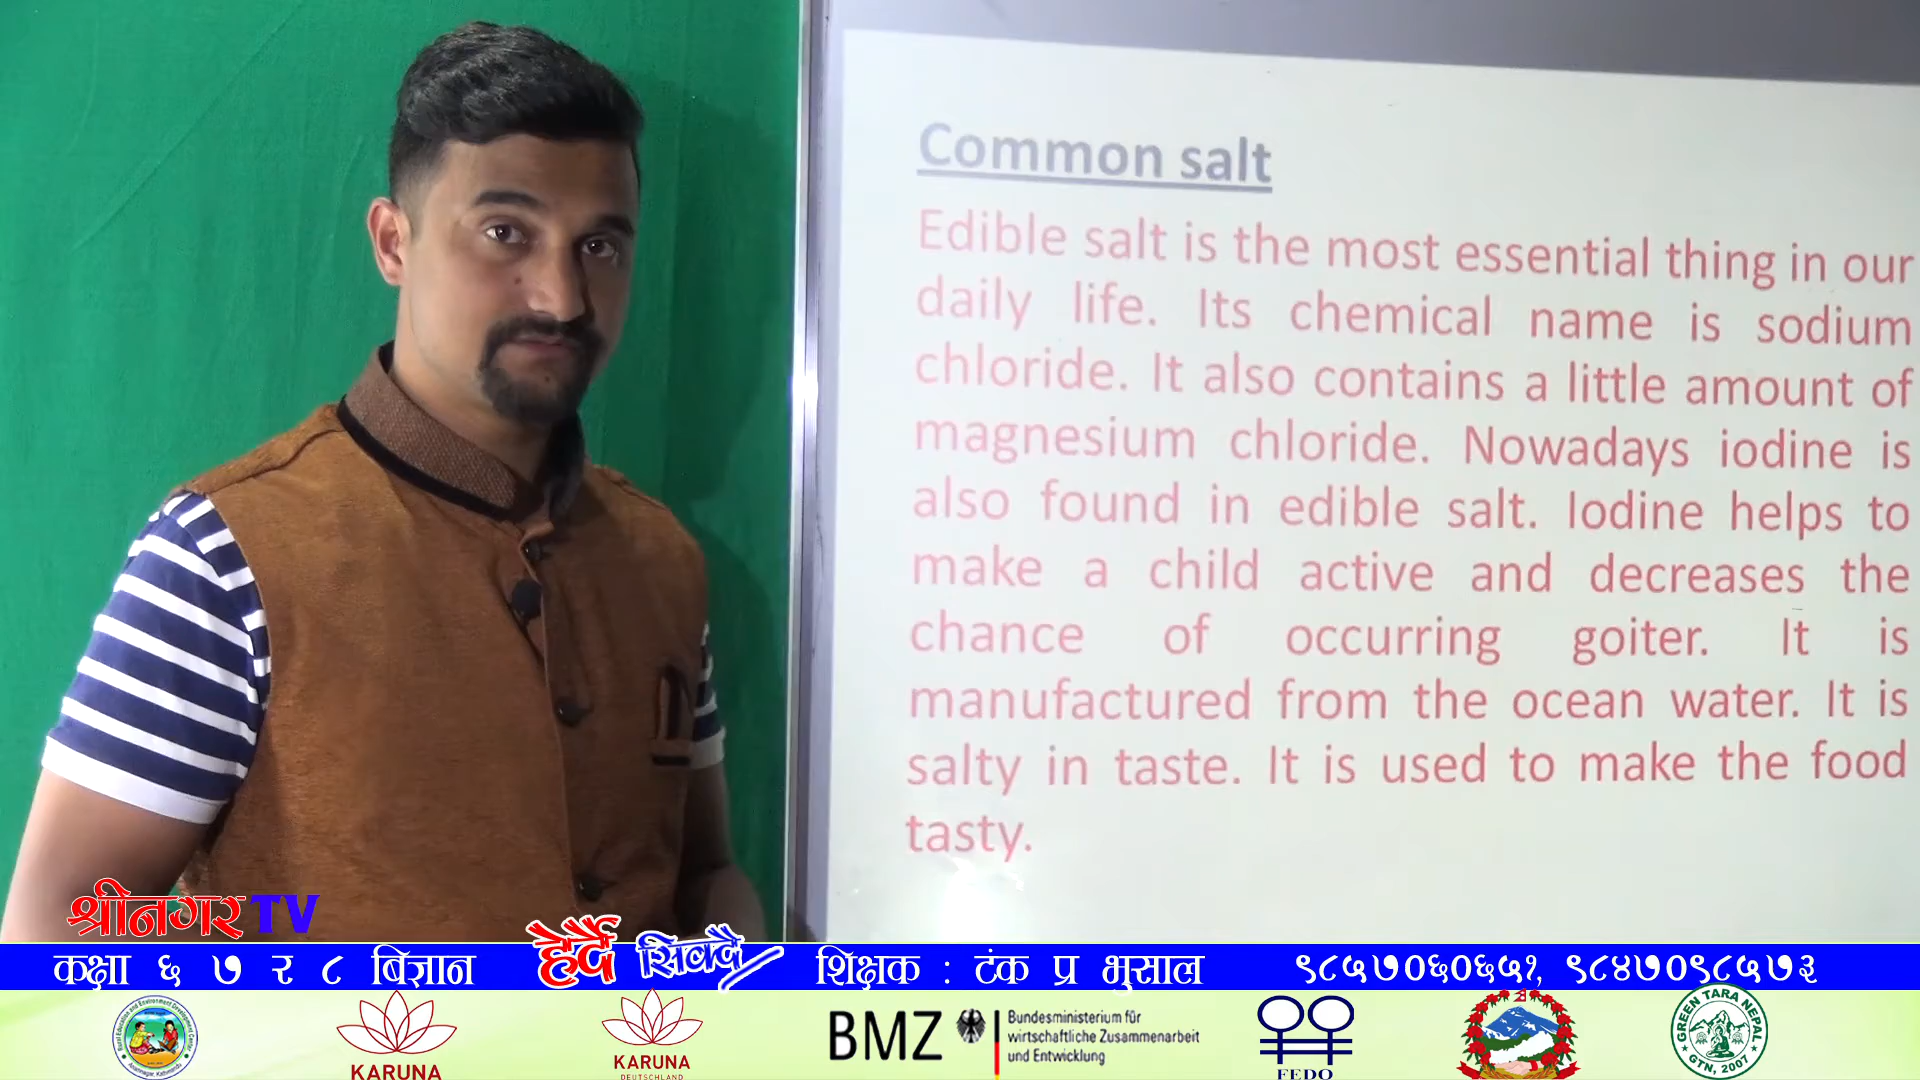 Common salt
Edible salt is the most essential thing in our
daily life. Its chemical name is sodium
chloride. It also contains a little amount of
magnesium chloride. Nowadays iodine is
also found in edible salt. Iodine helps to
make a child active and decreases the
chance of occurring goiter. It is
manufactured from the ocean water. It is
salty in taste. It is used to make the food
tasty.
श्रीनगर TV
कक्षा ६ ७ र ८ बिज्ञान
हेर्दै सिक्दै
शिक्षक : टंक प्र भुसाल
९८५७०६०६५१, ९८४७०९८५७३
KARUNA
KARUNA
DEUTSCHLAND
BMZ
Bundesministerium für
wirtschaftliche Zusammenarbeit
und Entwicklung
FEDO
GREEN TARA NEPAL
GTN, 2007